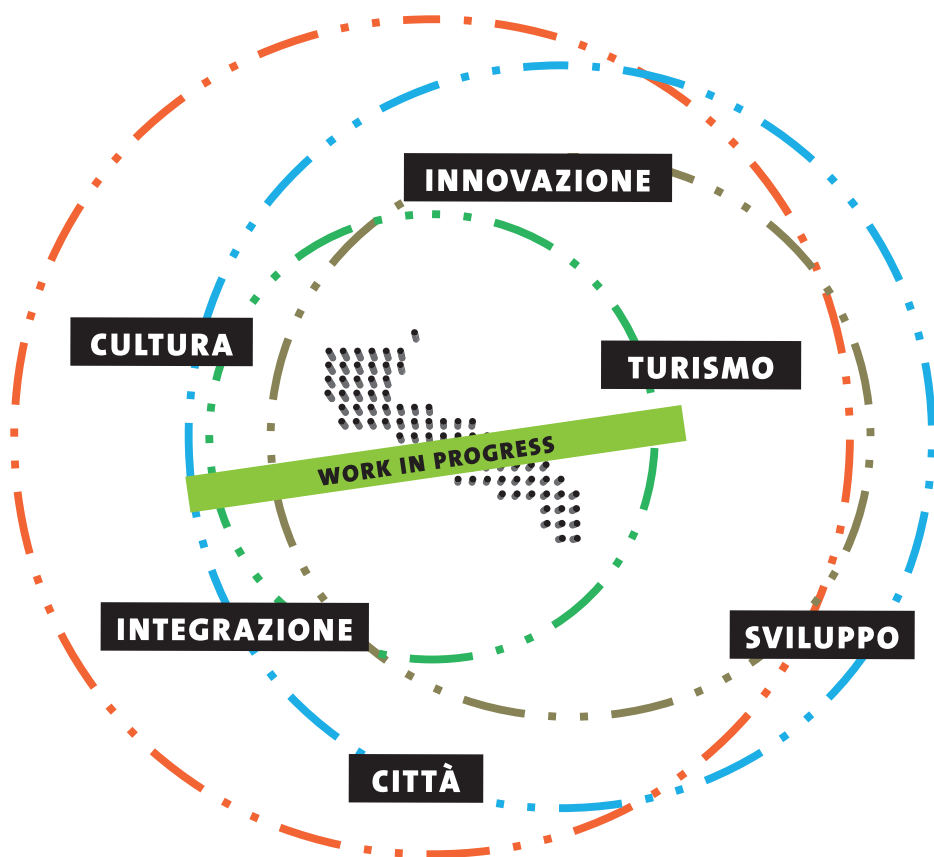 INNOVAZIONE
CULTURA
TURISMO
WORK IN PROGRESS
INTEGRAZIONE
SVILUPPO
CITTÀ